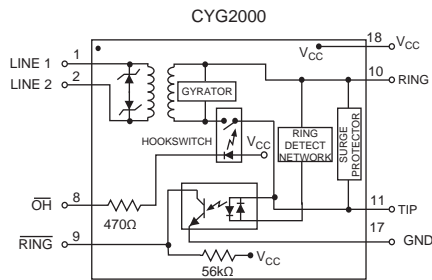 CYG2000
18
VCC
VCC
LINE 1
1
10
RING
LINE 2
2
GYRATOR
HOOKSWITCH
VCC
RING DETECT NETWORK
SURGE PROTECTOR
OH
8
470Ω
11
TIP
17
GND
RING
9
56kΩ
VCC